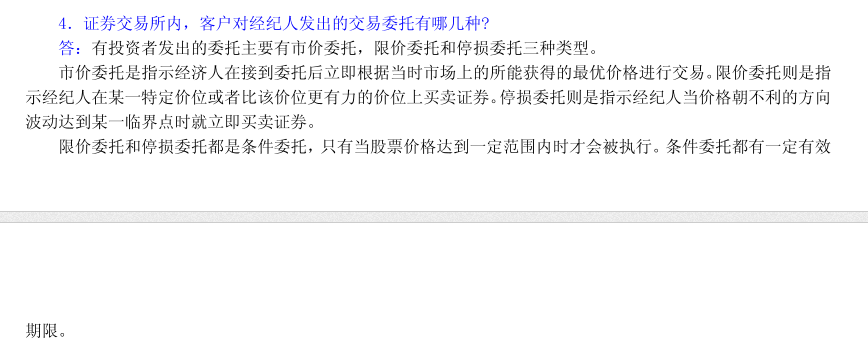 4．证券交易所内，客户对经纪人发出的交易委托有哪几种?
答：有投资者发出的委托主要有市价委托，限价委托和停损委托三种类型。
市价委托是指示经济人在接到委托后立即根据当时市场上的所能获得的最优价格进行交易。限价委托则是指
示经纪人在某一特定价位或者比该价位更有力的价位上买卖证券。停损委托则是指示经纪人当价格朝不利的方向
波动达到某一临界点时就立即买卖证券。
限价委托和停损委托都是条件委托，只有当股票价格达到一定范围内时才会被执行。条件委托都有一定有效
期限。